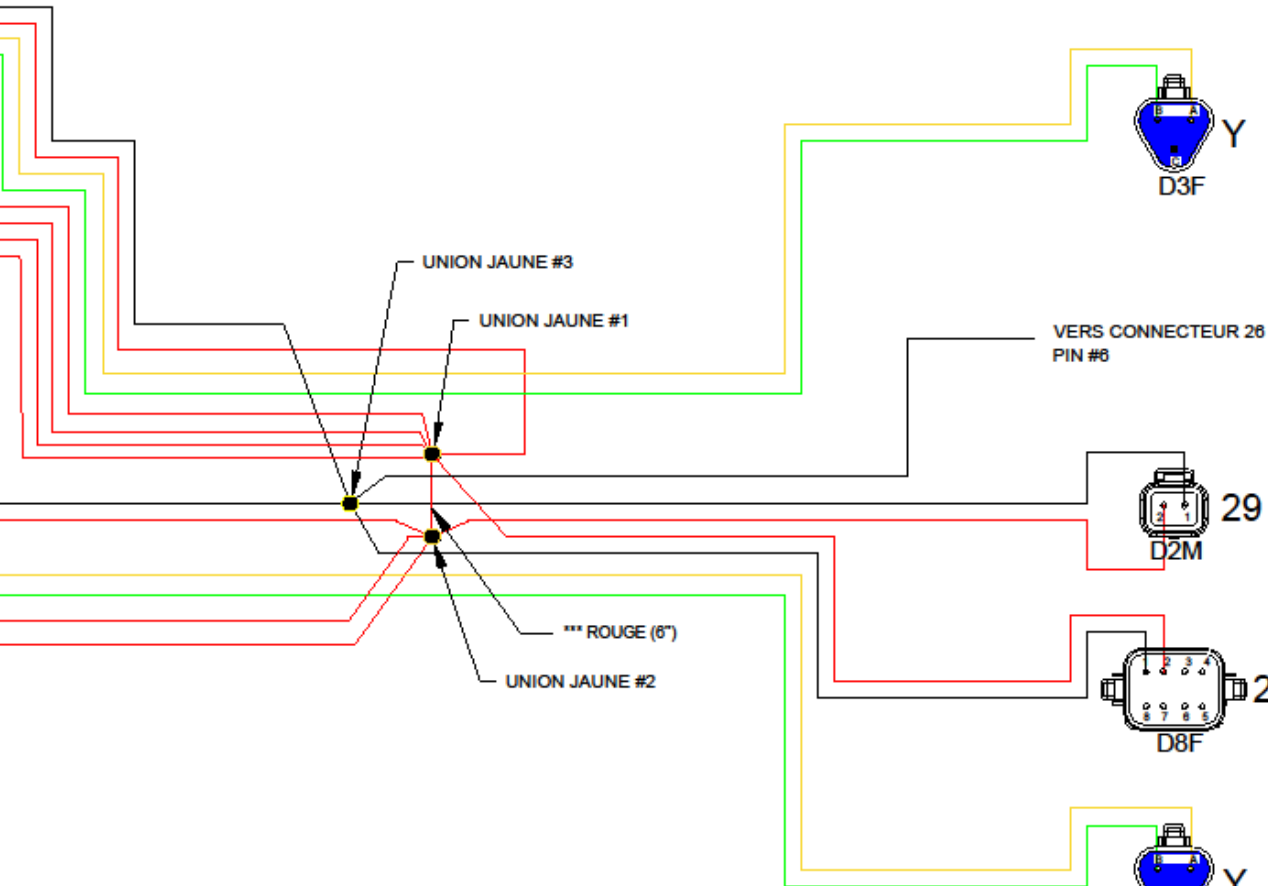 B A
C
Y
D3F
UNION JAUNE #3
UNION JAUNE #1
VERS CONNECTEUR 26
PIN #6
2 1
29
D2M
*** ROUGE (6")
UNION JAUNE #2
2 3 4
2
8 7 6 5
D8F
B A
Y